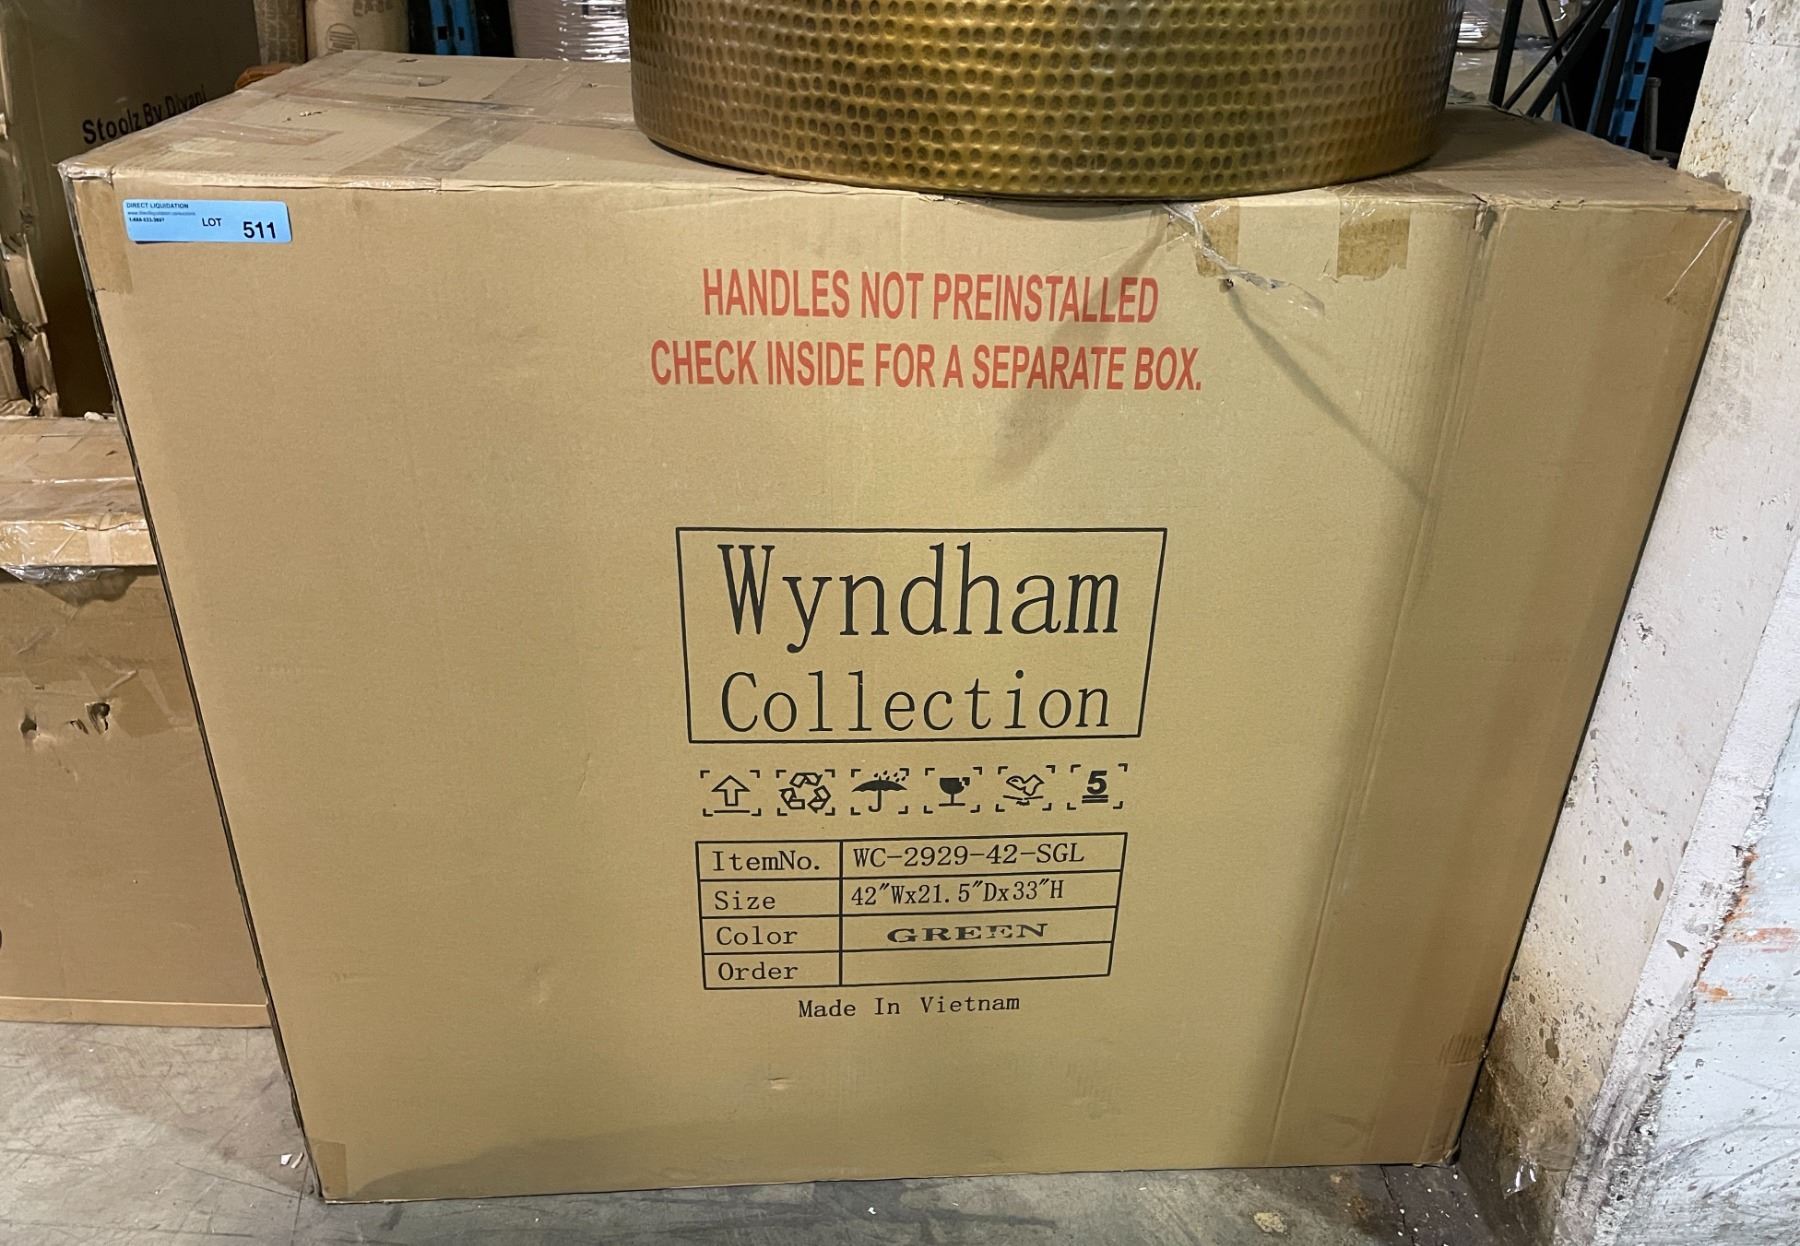 Stoolz By Divani
DIRECT LIQUIDATION
LOT 511
HANDLES NOT PREINSTALLED
CHECK INSIDE FOR A SEPARATE BOX.
Wyndham
Collection
5
ItemNo. WC-2929-42-SGL
Size 42"Wx21.5"Dx33"H
Color GREEN
Order
Made In Vietnam